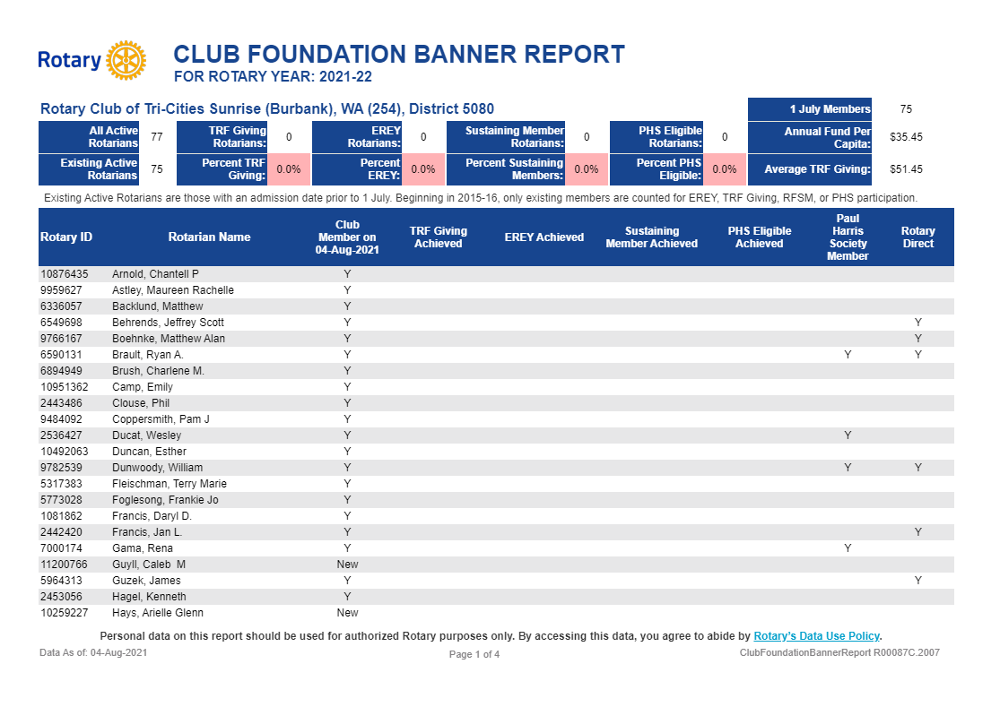 Rotary
CLUB FOUNDATION BANNER REPORT
FOR ROTARY YEAR: 2021-22
Rotary Club of Tri-Cities Sunrise (Burbank), WA (254), District 5080
1 July Members 75
All Active Rotarians 77 TRF Giving Rotarians: 0 EREY Rotarians: 0 Sustaining Member Rotarians: 0 PHS Eligible Rotarians: 0 Annual Fund Per Capita: $35.45
Existing Active Rotarians 75 Percent TRF Giving: 0.0% Percent EREY: 0.0% Percent Sustaining Members: 0.0% Percent PHS Eligible: 0.0% Average TRF Giving: $51.45
Existing Active Rotarians are those with an admission date prior to 1 July. Beginning in 2015-16, only existing members are counted for EREY, TRF Giving, RFSM, or PHS participation.
Rotary ID Rotarian Name Club Member on 04-Aug-2021 TRF Giving Achieved EREY Achieved Sustaining Member Achieved PHS Eligible Achieved Paul Harris Society Member Rotary Direct
10876435 Arnold, Chantell P Y
9959627 Astley, Maureen Rachelle Y
6336057 Backlund, Matthew Y
6549698 Behrends, Jeffrey Scott Y Y
9766167 Boehnke, Matthew Alan Y Y
6590131 Brault, Ryan A. Y Y Y
6894949 Brush, Charlene M. Y
10951362 Camp, Emily Y
2443486 Clouse, Phil Y
9484092 Coppersmith, Pam J Y
2536427 Ducat, Wesley Y Y
10492063 Duncan, Esther Y
9782539 Dunwoody, William Y Y Y
5317383 Fleischman, Terry Marie Y
5773028 Foglesong, Frankie Jo Y
1081862 Francis, Daryl D. Y
2442420 Francis, Jan L. Y Y
7000174 Gama, Rena Y Y
11200766 Guyll, Caleb  M New
5964313 Guzek, James Y Y
2453056 Hagel, Kenneth Y
10259227 Hays, Arielle Glenn New
Personal data on this report should be used for authorized Rotary purposes only. By accessing this data, you agree to abide by Rotary's Data Use Policy.
Data As of: 04-Aug-2021 Page 1 of 4 ClubFoundationBannerReport R00087C.2007